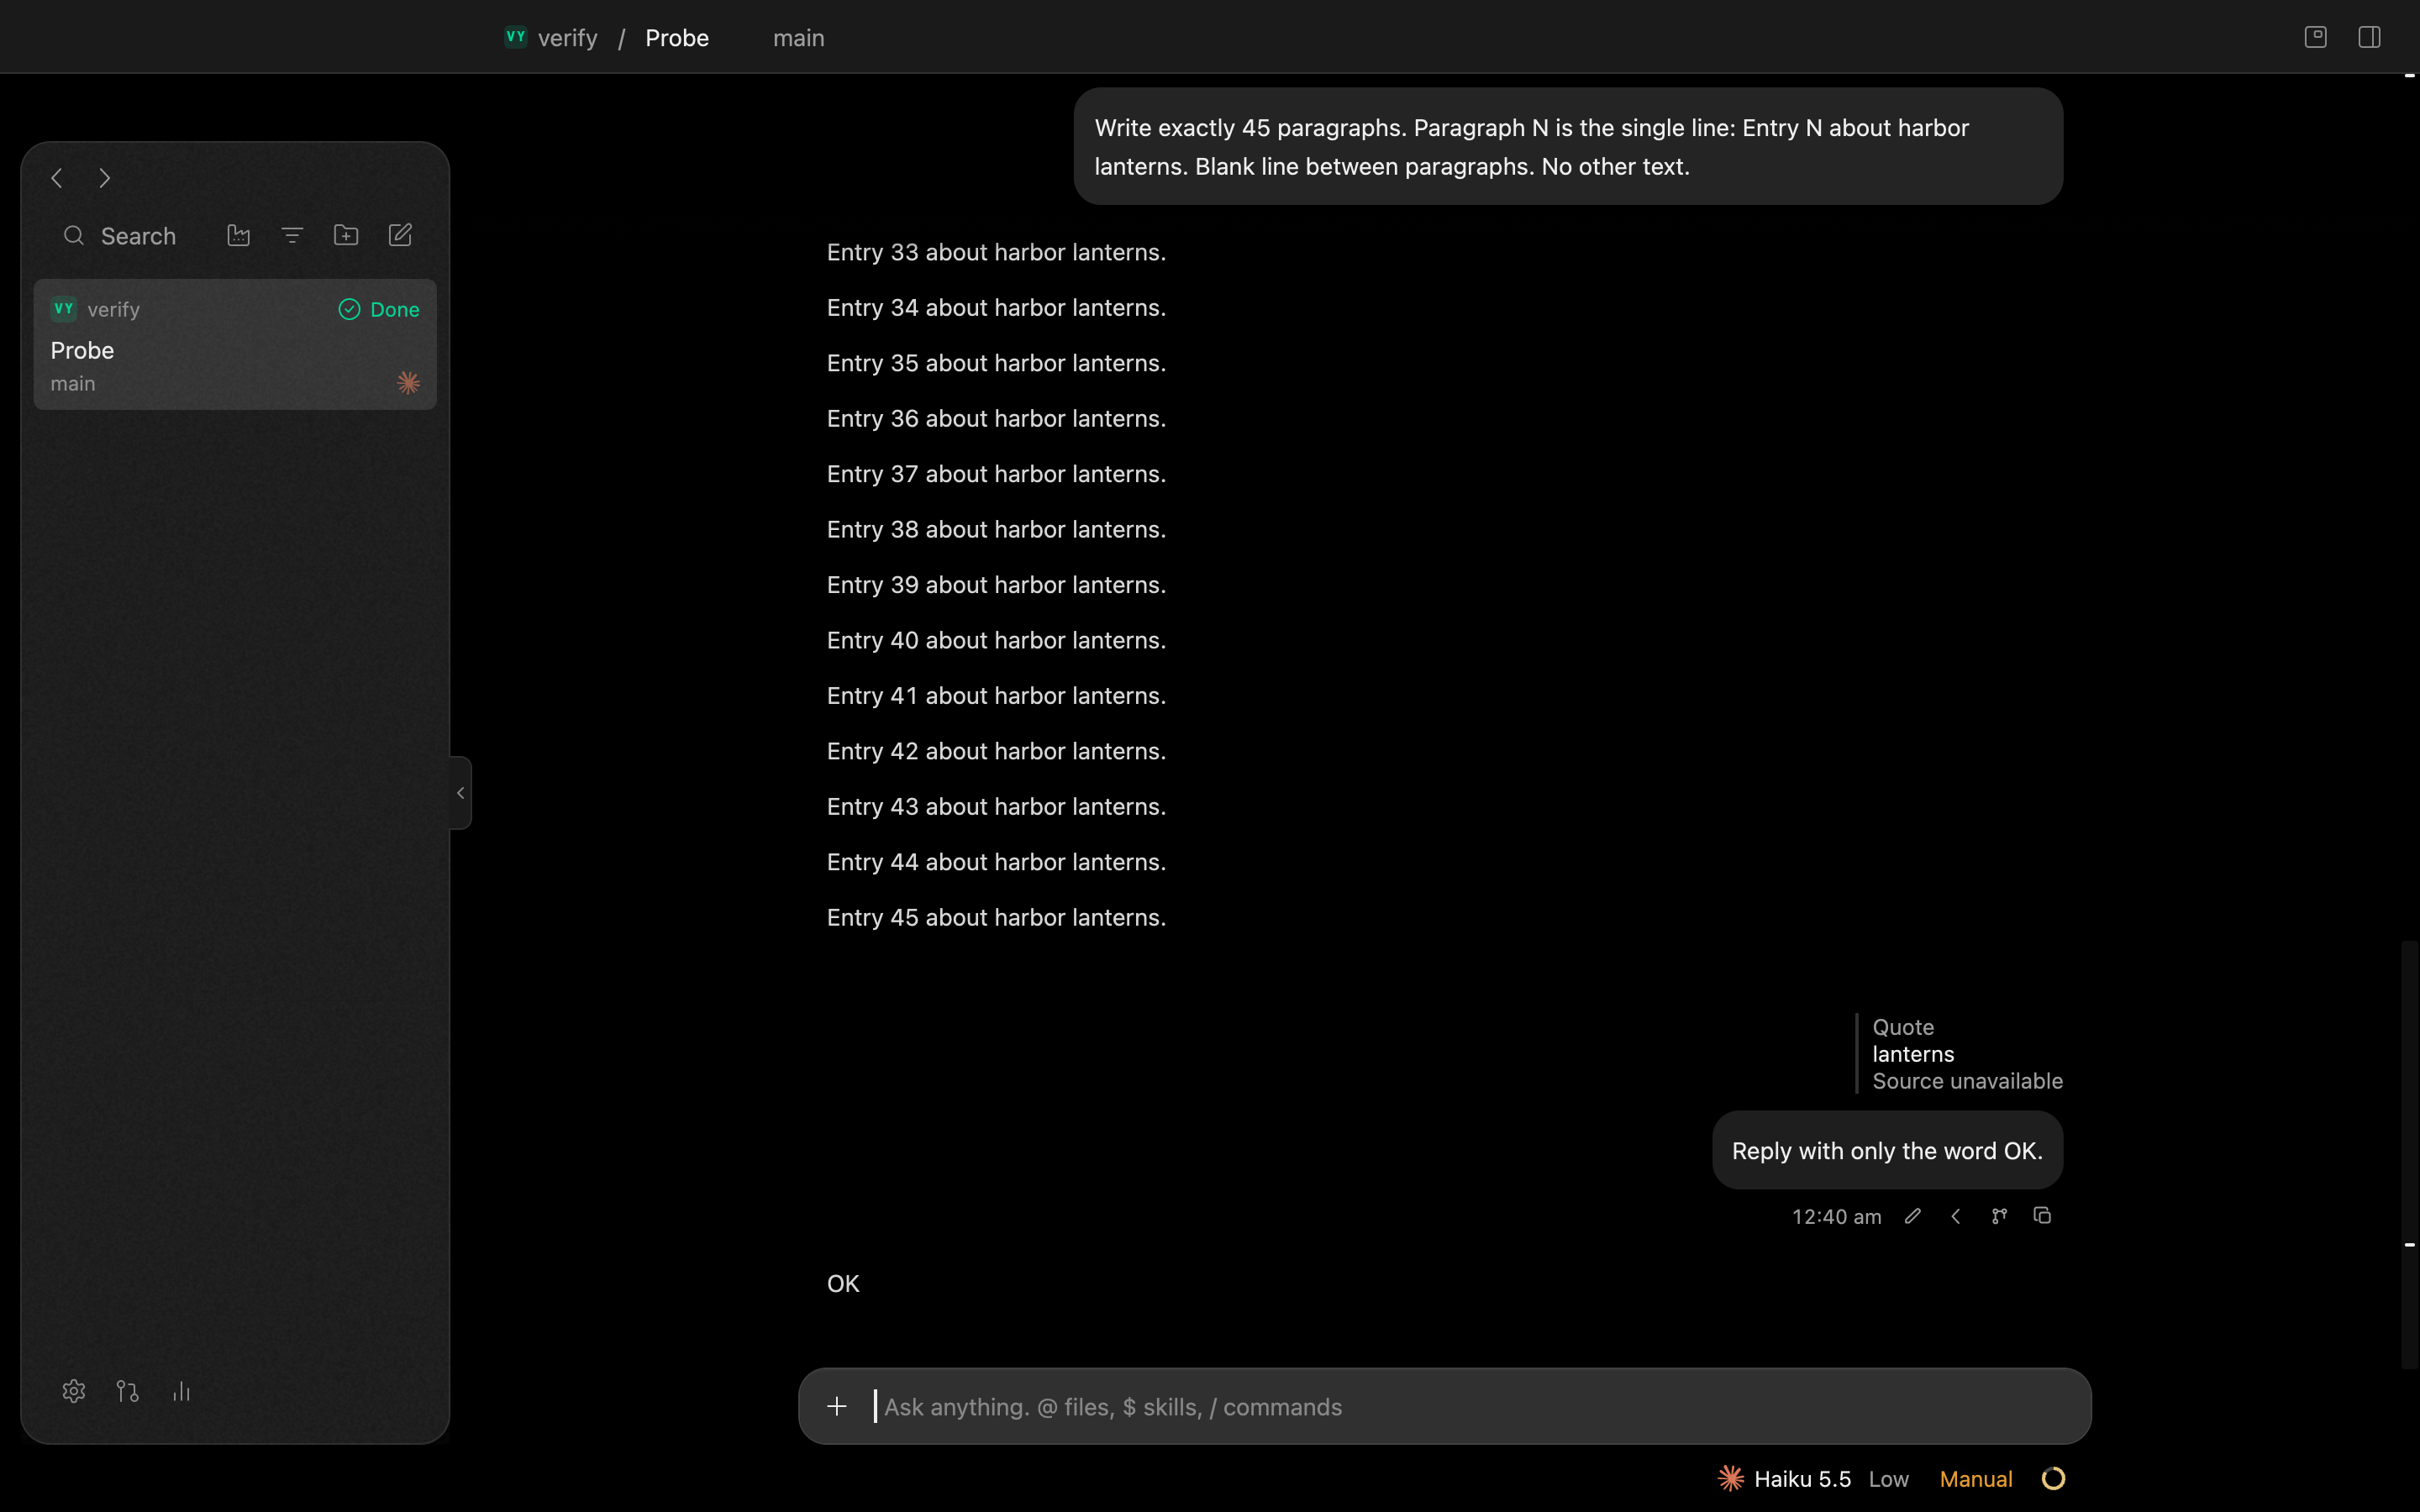 VY verify / Probe main
Write exactly 45 paragraphs. Paragraph N is the single line: Entry N about harbor
lanterns. Blank line between paragraphs. No other text.
Search
VY verify Done
Probe
main
Entry 33 about harbor lanterns.
Entry 34 about harbor lanterns.
Entry 35 about harbor lanterns.
Entry 36 about harbor lanterns.
Entry 37 about harbor lanterns.
Entry 38 about harbor lanterns.
Entry 39 about harbor lanterns.
Entry 40 about harbor lanterns.
Entry 41 about harbor lanterns.
Entry 42 about harbor lanterns.
Entry 43 about harbor lanterns.
Entry 44 about harbor lanterns.
Entry 45 about harbor lanterns.
Quote
lanterns
Source unavailable
Reply with only the word OK.
12:40 am
OK
Ask anything. @ files, $ skills, / commands
Haiku 5.5 Low Manual